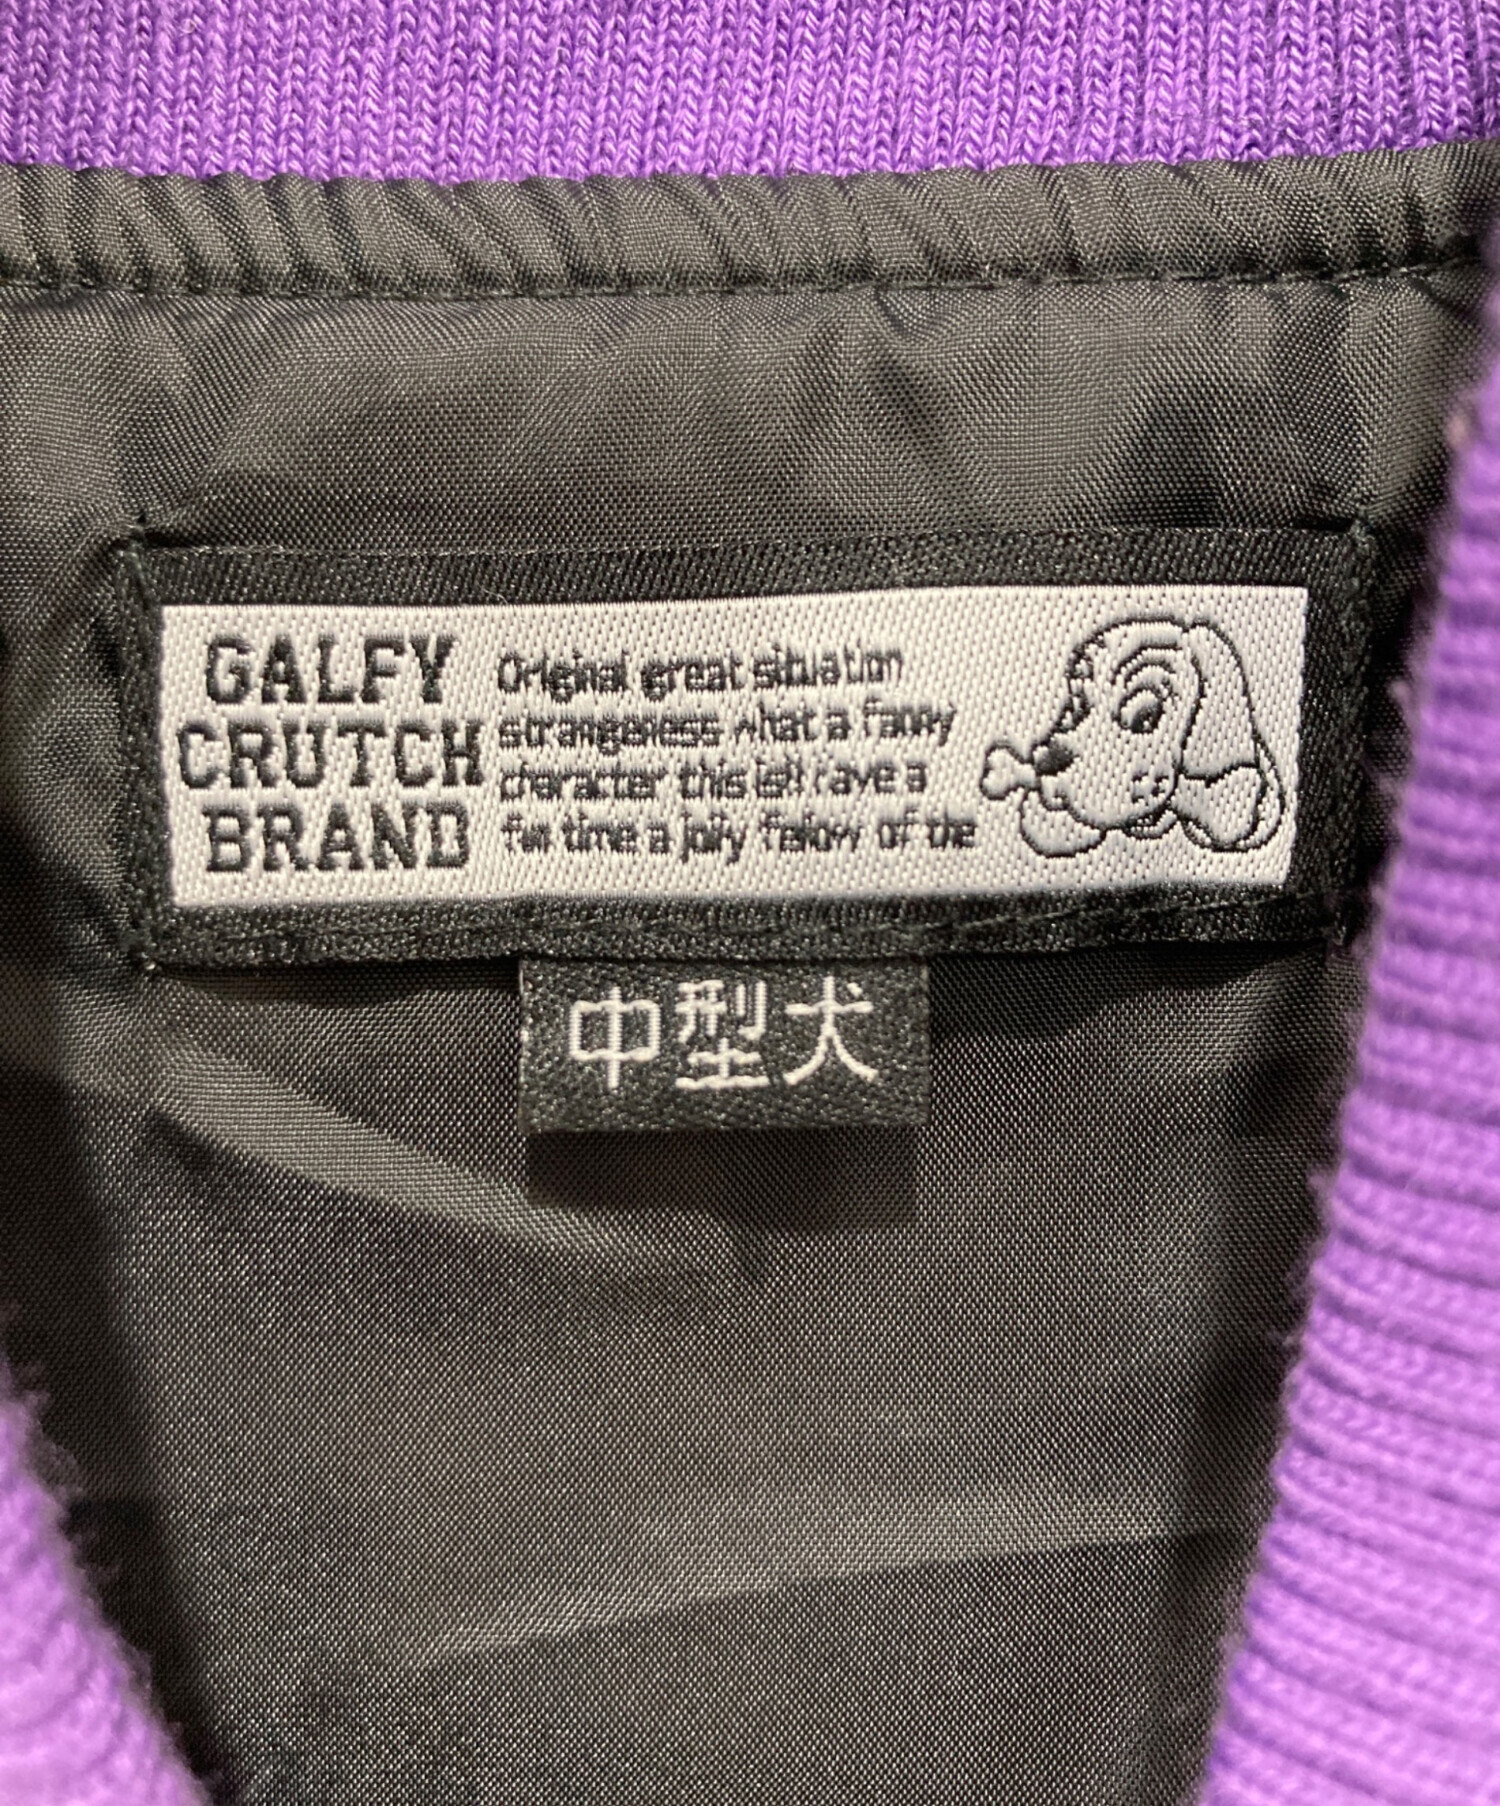 GALFY
CRUTCH
BRAND
Original great situation
strangeless what a fanny
character this is! have a
fun time a jolly fellow of the
中型犬